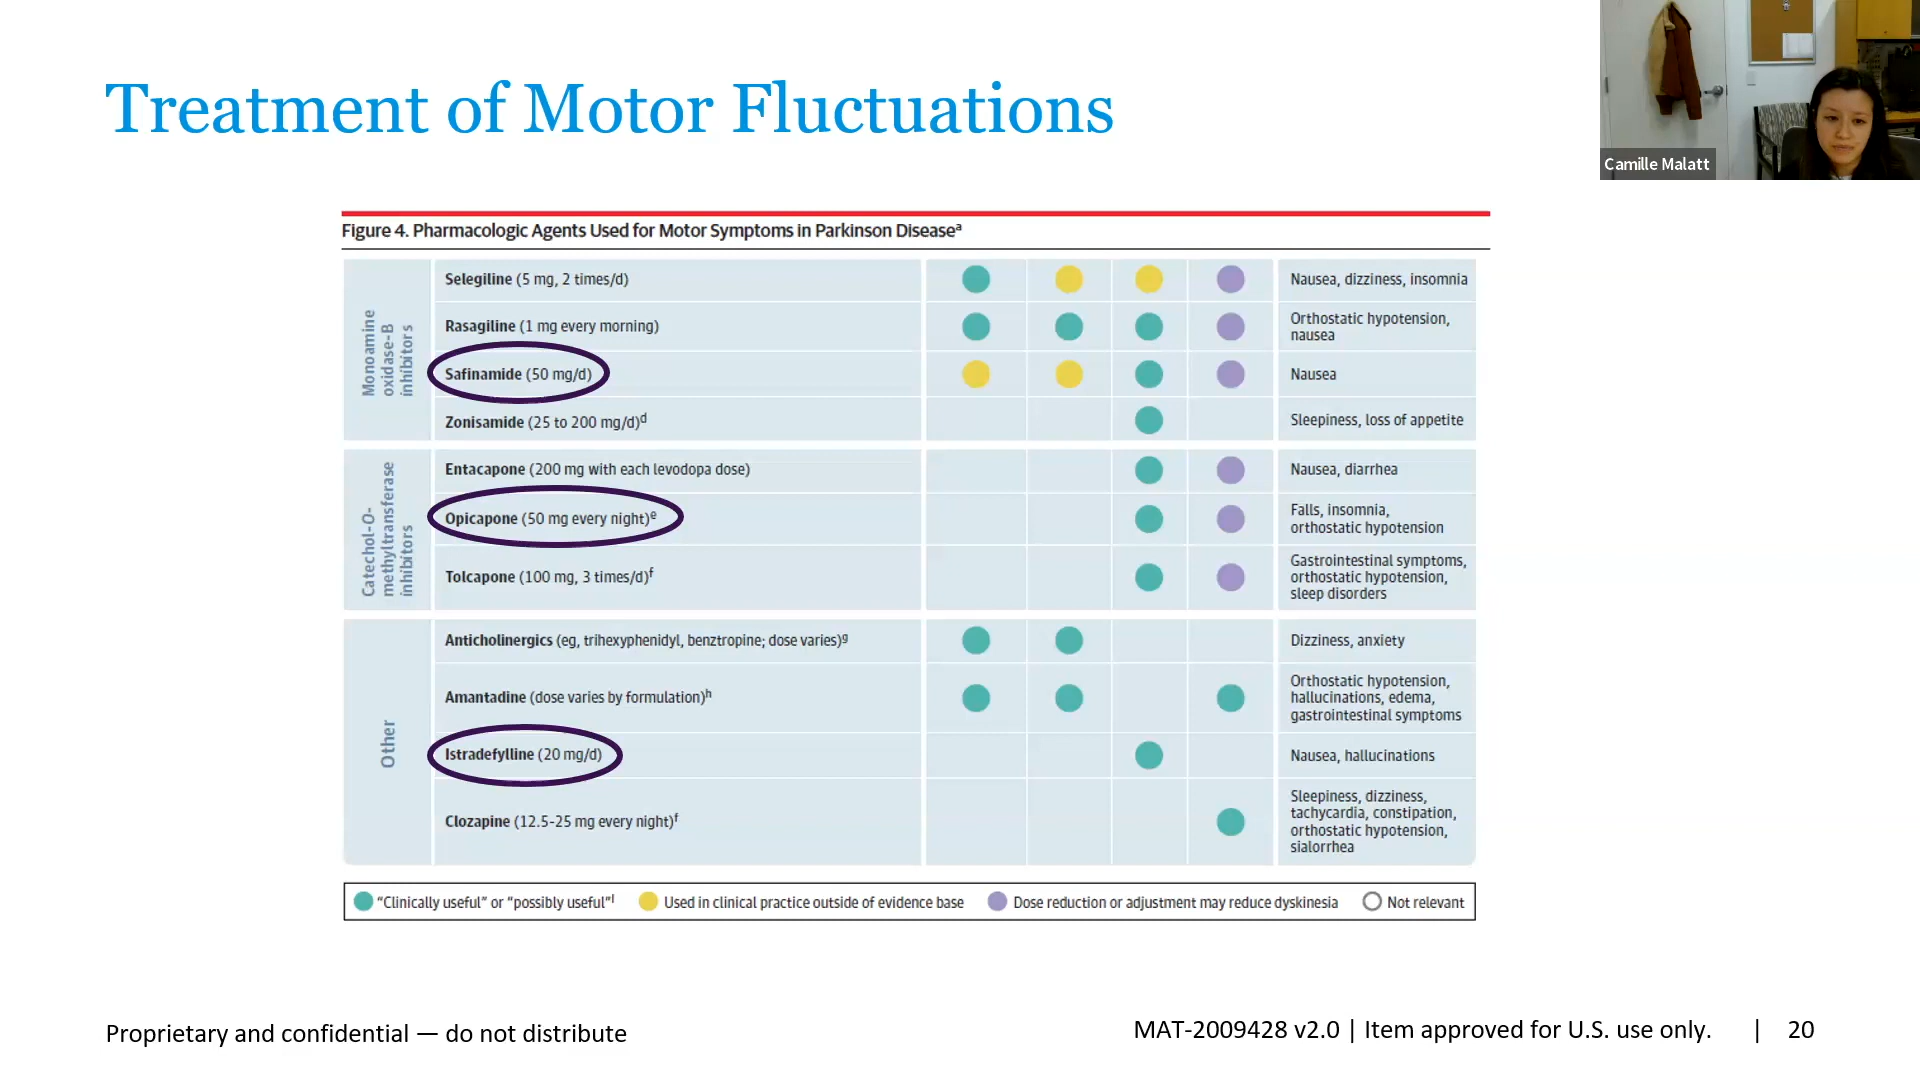 Treatment of Motor Fluctuations
Camille Malatt
Figure 4. Pharmacologic Agents Used for Motor Symptoms in Parkinson Diseaseᵃ
Monoamine
oxidase-B
inhibitors
Selegiline (5 mg, 2 times/d)
Nausea, dizziness, insomnia
Rasagiline (1 mg every morning)
Orthostatic hypotension,
nausea
Safinamide (50 mg/d)
Nausea
Zonisamide (25 to 200 mg/d)ᵈ
Sleepiness, loss of appetite
Catechol-O-
methyltransferase
inhibitors
Entacapone (200 mg with each levodopa dose)
Nausea, diarrhea
Opicapone (50 mg every night)ᵉ
Falls, insomnia,
orthostatic hypotension
Tolcapone (100 mg, 3 times/d)ᶠ
Gastrointestinal symptoms,
orthostatic hypotension,
sleep disorders
Other
Anticholinergics (eg, trihexyphenidyl, benztropine; dose varies)ᵍ
Dizziness, anxiety
Amantadine (dose varies by formulation)ʰ
Orthostatic hypotension,
hallucinations, edema,
gastrointestinal symptoms
Istradefylline (20 mg/d)
Nausea, hallucinations
Clozapine (12.5-25 mg every night)ᶠ
Sleepiness, dizziness,
tachycardia, constipation,
orthostatic hypotension,
sialorrhea
"Clinically useful" or "possibly useful"ⁱ Used in clinical practice outside of evidence base Dose reduction or adjustment may reduce dyskinesia Not relevant
Proprietary and confidential — do not distribute
MAT-2009428 v2.0 | Item approved for U.S. use only. | 20